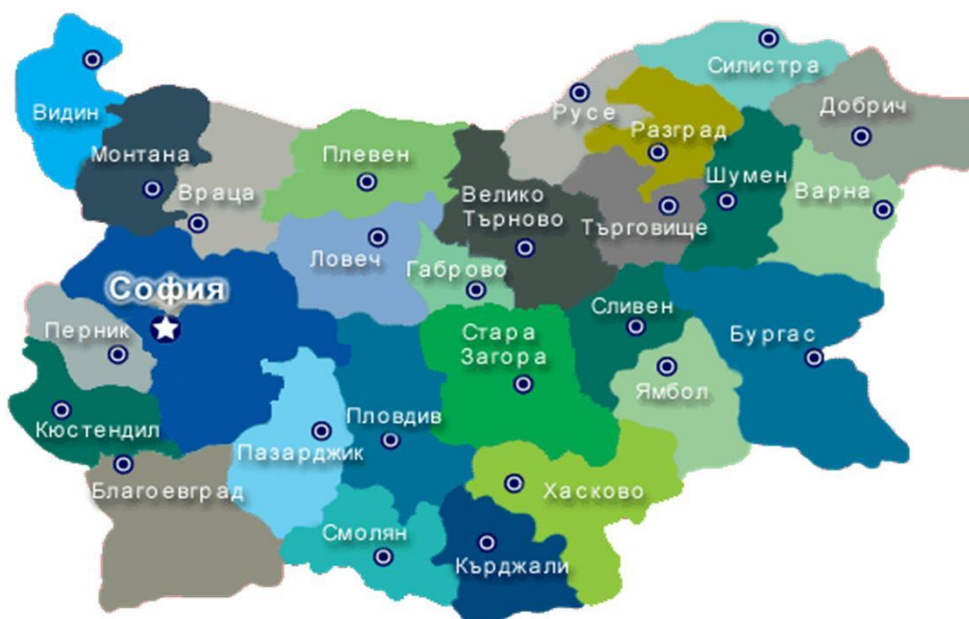 Силистра
Видин
Добрич
Русе
Разград
Монтана
Плевен
Шумен
Враца
Велико
Търново
Варна
Търговище
Ловеч
Габрово
София
Сливен
Перник
Стара
Загора
Бургас
Ямбол
Пловдив
Кюстендил
Пазарджик
Благоевград
Хасково
Смолян
Кърджали